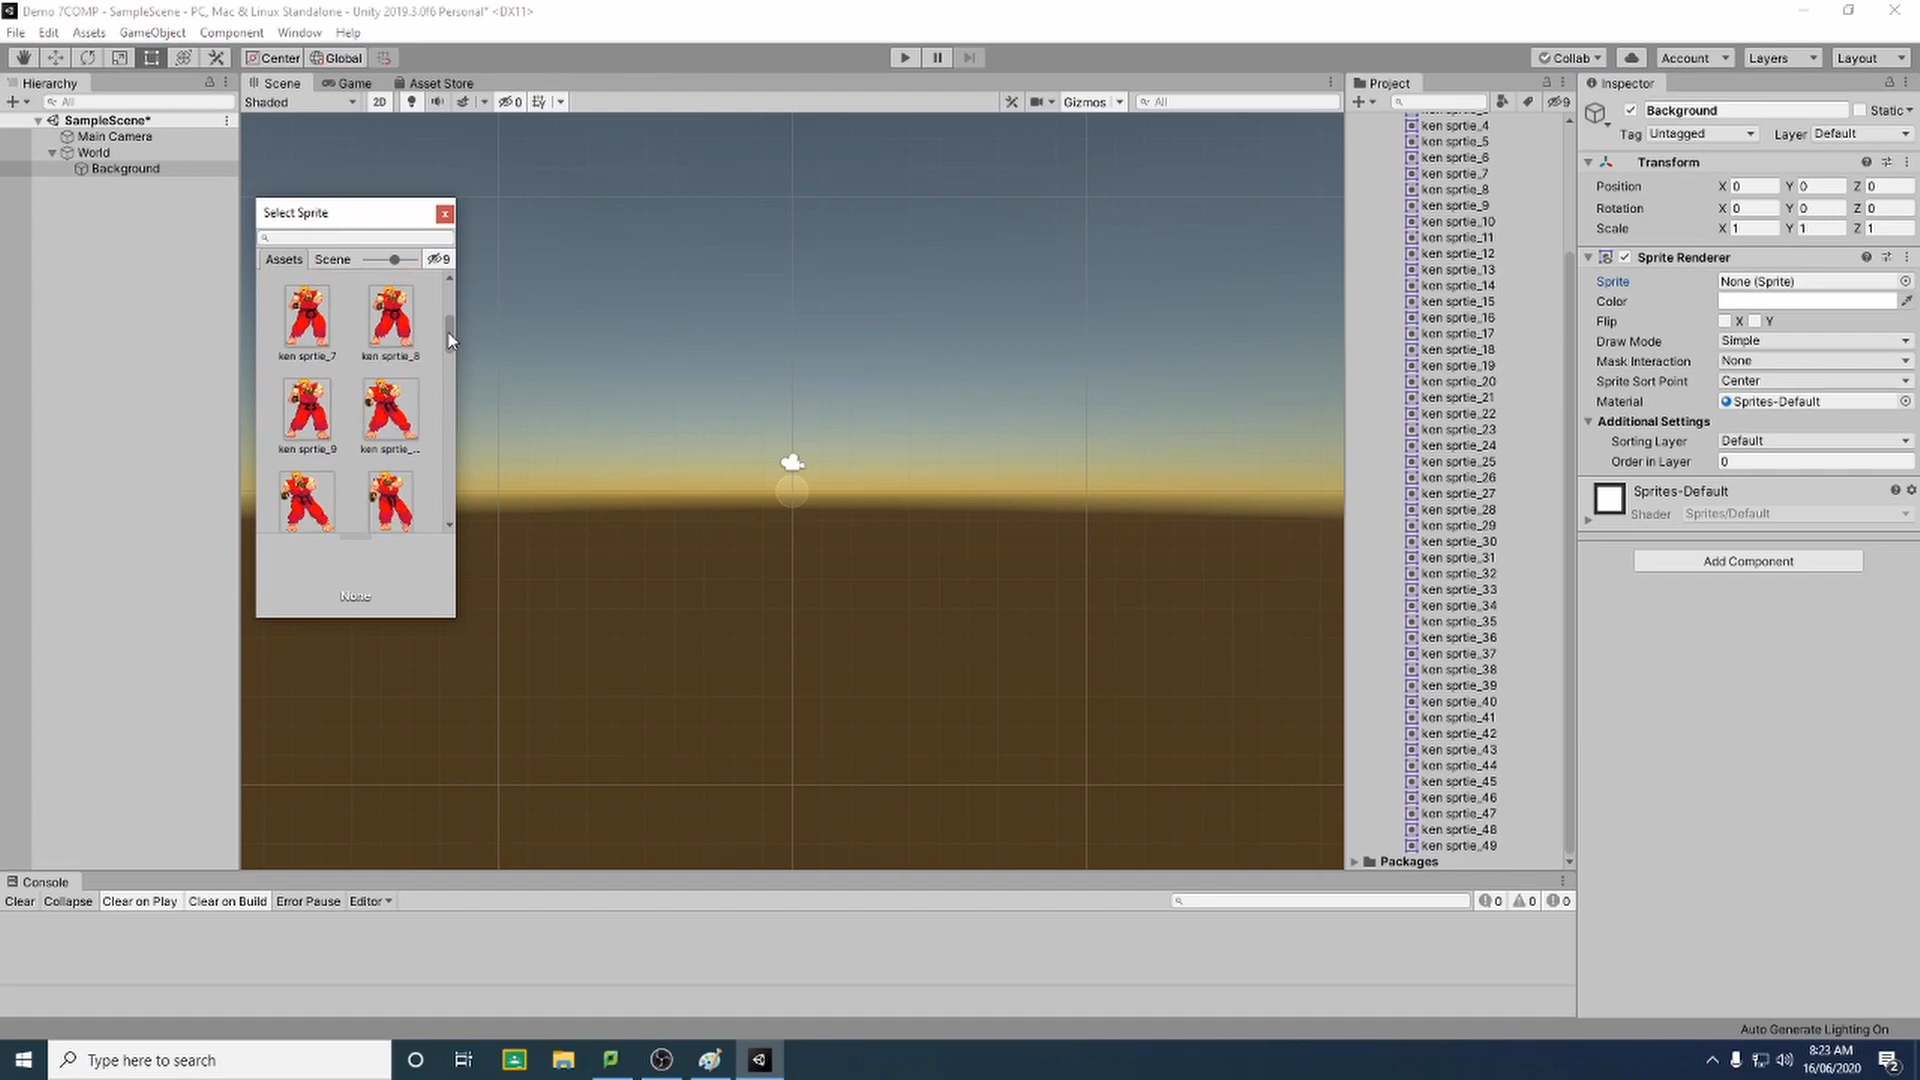 Demo 7COMP - SampleScene - PC, Mac & Linux Standalone - Unity 2019.3.0f6 Personal* <DX11>
File Edit Assets GameObject Component Window Help
Center Global
Collab Account Layers Layout
Hierarchy
All
SampleScene*
Main Camera
World
Background
Scene Game Asset Store
Shaded 2D 0 Gizmos All
Select Sprite
Assets Scene 9
ken sprtie_7 ken sprtie_8
ken sprtie_9 ken sprtie_...
None
Project
9
ken sprtie_4
ken sprtie_5
ken sprtie_6
ken sprtie_7
ken sprtie_8
ken sprtie_9
ken sprtie_10
ken sprtie_11
ken sprtie_12
ken sprtie_13
ken sprtie_14
ken sprtie_15
ken sprtie_16
ken sprtie_17
ken sprtie_18
ken sprtie_19
ken sprtie_20
ken sprtie_21
ken sprtie_22
ken sprtie_23
ken sprtie_24
ken sprtie_25
ken sprtie_26
ken sprtie_27
ken sprtie_28
ken sprtie_29
ken sprtie_30
ken sprtie_31
ken sprtie_32
ken sprtie_33
ken sprtie_34
ken sprtie_35
ken sprtie_36
ken sprtie_37
ken sprtie_38
ken sprtie_39
ken sprtie_40
ken sprtie_41
ken sprtie_42
ken sprtie_43
ken sprtie_44
ken sprtie_45
ken sprtie_46
ken sprtie_47
ken sprtie_48
ken sprtie_49
Packages
Inspector
Background Static
Tag Untagged Layer Default
Transform
Position X 0 Y 0 Z 0
Rotation X 0 Y 0 Z 0
Scale X 1 Y 1 Z 1
Sprite Renderer
Sprite None (Sprite)
Color
Flip X Y
Draw Mode Simple
Mask Interaction None
Sprite Sort Point Center
Material Sprites-Default
Additional Settings
Sorting Layer Default
Order in Layer 0
Sprites-Default
Shader Sprites/Default
Add Component
Console
Clear Collapse Clear on Play Clear on Build Error Pause Editor
0 0 0
Auto Generate Lighting On
Type here to search
8:23 AM
16/06/2020
2